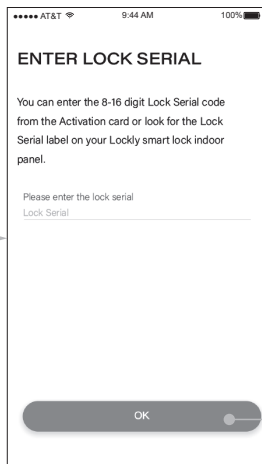 AT&T 9:44 AM 100%
ENTER LOCK SERIAL
You can enter the 8-16 digit Lock Serial code
from the Activation card or look for the Lock
Serial label on your Lockly smart lock indoor
panel.
Please enter the lock serial
Lock Serial
OK